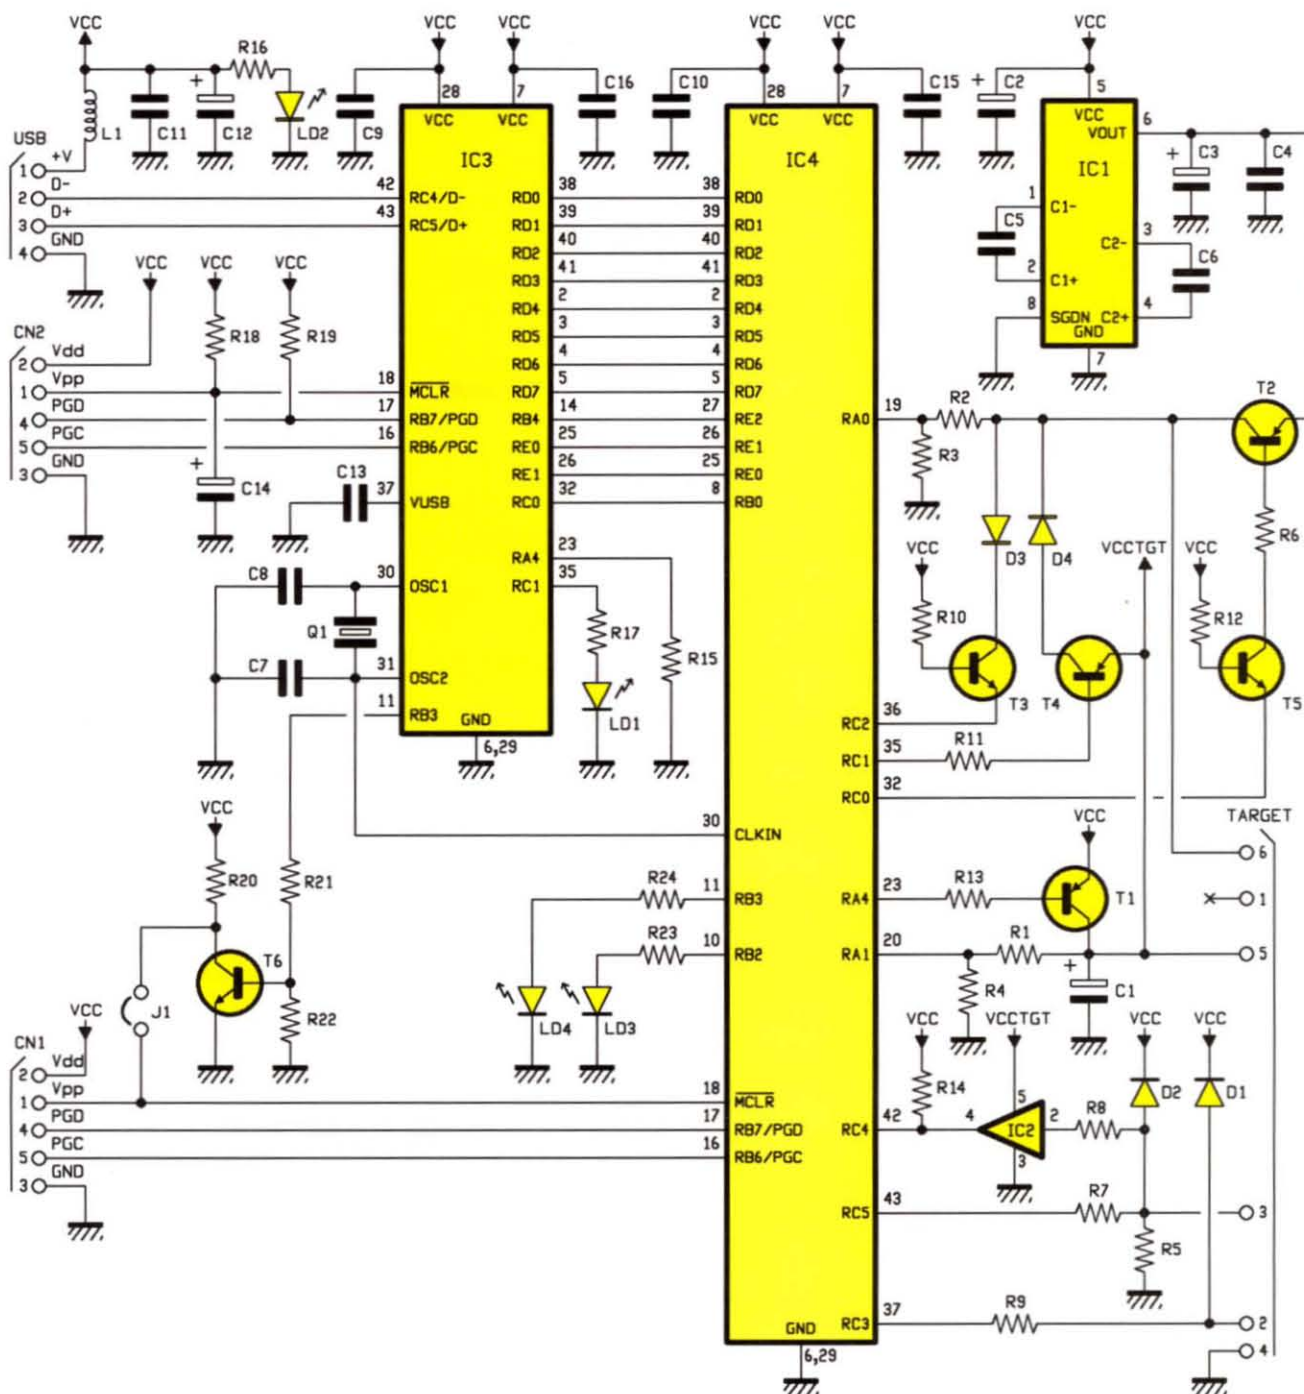 VCC
R16
C11
C12
LD2
L1
USB
1 +V
2 D-
3 D+
4 GND
VCC
VCC
C9
28
7
VCC
VCC
C16
IC3
42
RC4/D-
43
RC5/D+
RD0 38
RD1 39
RD2 40
RD3 41
RD4 2
RD5 3
RD6 4
RD7 5
RB4 14
RE0 25
RE1 26
RC0 32
RA4 23
RC1 35
18
MCLR
17
RB7/PGD
16
RB6/PGC
37
VUSB
30
OSC1
31
OSC2
11
RB3
GND
6,29
VCC
VCC
VCC
R18
R19
CN2
2 Vdd
1 Vpp
4 PGD
5 PGC
3 GND
C14
C13
C8
Q1
C7
R17
R15
LD1
VCC
VCC
C10
28
7
VCC
VCC
C15
IC4
38 RD0
39 RD1
40 RD2
41 RD3
2 RD4
3 RD5
4 RD6
5 RD7
27 RE2
26 RE1
25 RE0
8 RB0
30
CLKIN
11
RB3
10
RB2
18
MCLR
17
RB7/PGD
16
RB6/PGC
RA0 19
RC2 36
RC1 35
RC0 32
RA4 23
RA1 20
RC4 42
RC5 43
RC3 37
GND
6,29
VCC
C2
5
VCC
VOUT
6
IC1
C3
C4
1
C1-
C5
2
C1+
3
C2-
C6
4
C2+
8
SGDN
GND
7
T2
R2
R3
D3
D4
R6
VCC
VCCTGT
VCC
R10
R12
T3
T4
T5
R11
VCC
R20
R21
T6
R22
J1
R24
R23
LD4
LD3
VCC
CN1
2 Vdd
1 Vpp
4 PGD
5 PGC
3 GND
VCC
R13
T1
R1
R4
C1
TARGET
6
1
5
3
2
4
VCC
VCCTGT
VCC
VCC
R14
D2
D1
4
5
IC2
2
3
R8
R7
R5
R9